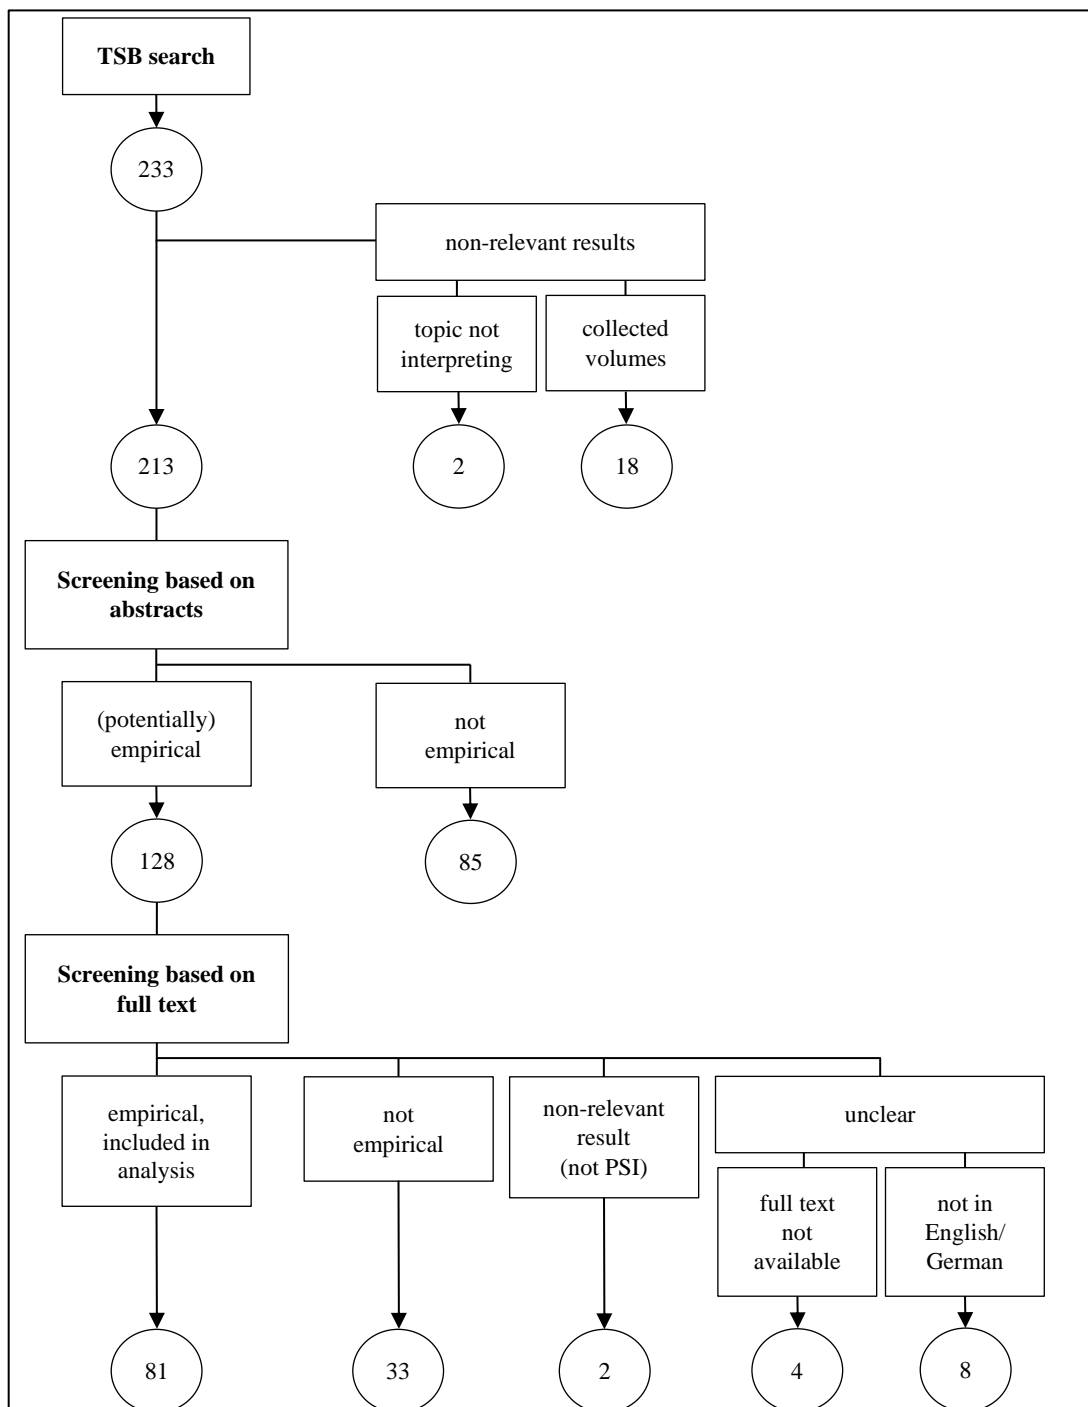 TSB search
233
non-relevant results
topic not
interpreting
collected
volumes
213
2
18
Screening based on
abstracts
(potentially)
empirical
not
empirical
128
85
Screening based on
full text
empirical,
included in
analysis
not
empirical
non-relevant
result
(not PSI)
unclear
full text
not
available
not in
English/
German
81
33
2
4
8